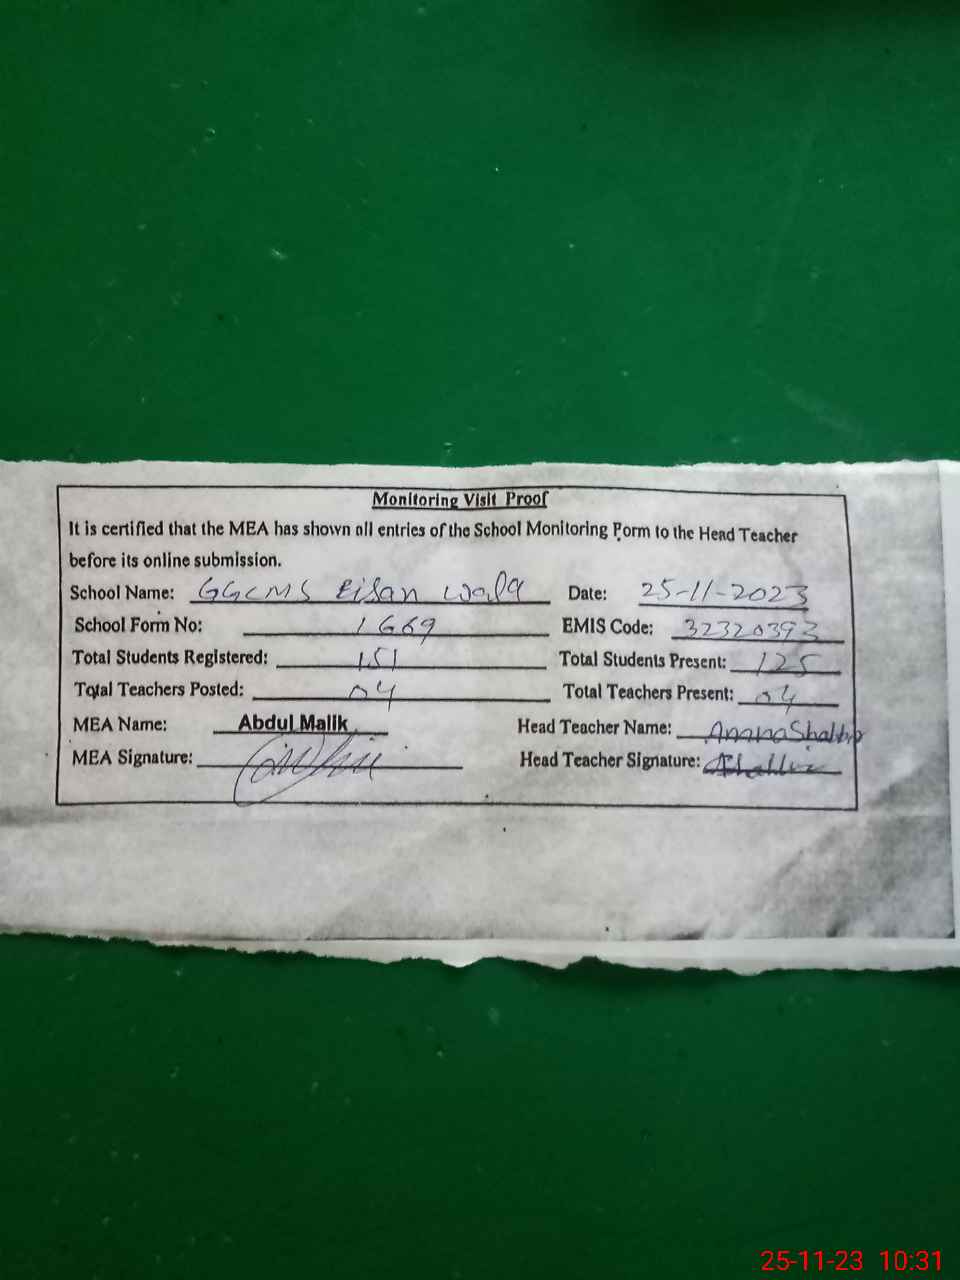 Monitoring Visit Proof
It is certified that the MEA has shown all entries of the School Monitoring Form to the Head Teacher
before its online submission.
School Name: GGCMS Eisan wala Date: 25-11-2023
School Form No: 1669 EMIS Code: 32320393
Total Students Registered: 151 Total Students Present: 125
Total Teachers Posted: 04 Total Teachers Present: 04
MEA Name: Abdul Malik Head Teacher Name: Shabbir
MEA Signature: Head Teacher Signature:
25-11-23 10:31